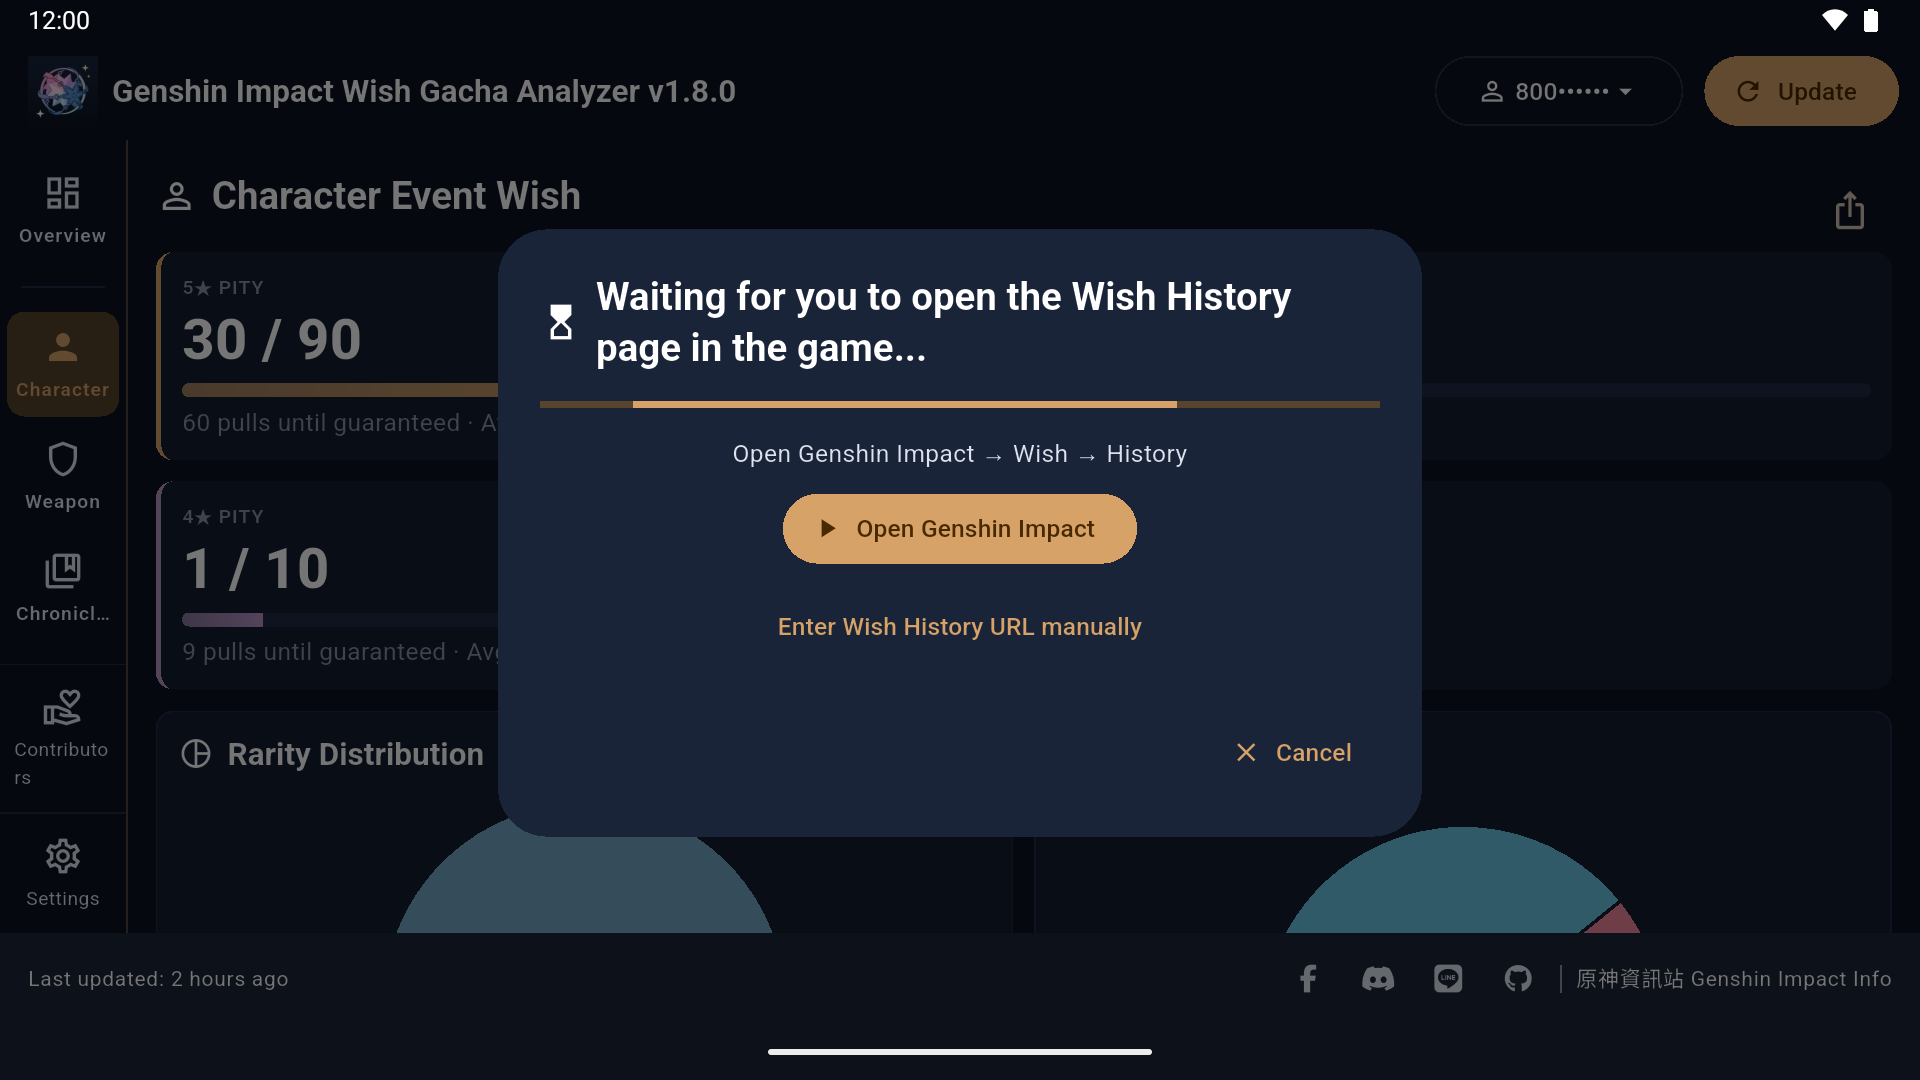 12:00
Genshin Impact Wish Gacha Analyzer v1.8.0
800••••••
Update
Overview
Character
Weapon
Chronicl...
Contributo
rs
Settings
Character Event Wish
5★ PITY
30 / 90
60 pulls until guaranteed ·
4★ PITY
1 / 10
9 pulls until guaranteed ·
Rarity Distribution
Waiting for you to open the Wish History
page in the game...
Open Genshin Impact → Wish → History
Open Genshin Impact
Enter Wish History URL manually
Cancel
Last updated: 2 hours ago
LINE
原神資訊站 Genshin Impact Info